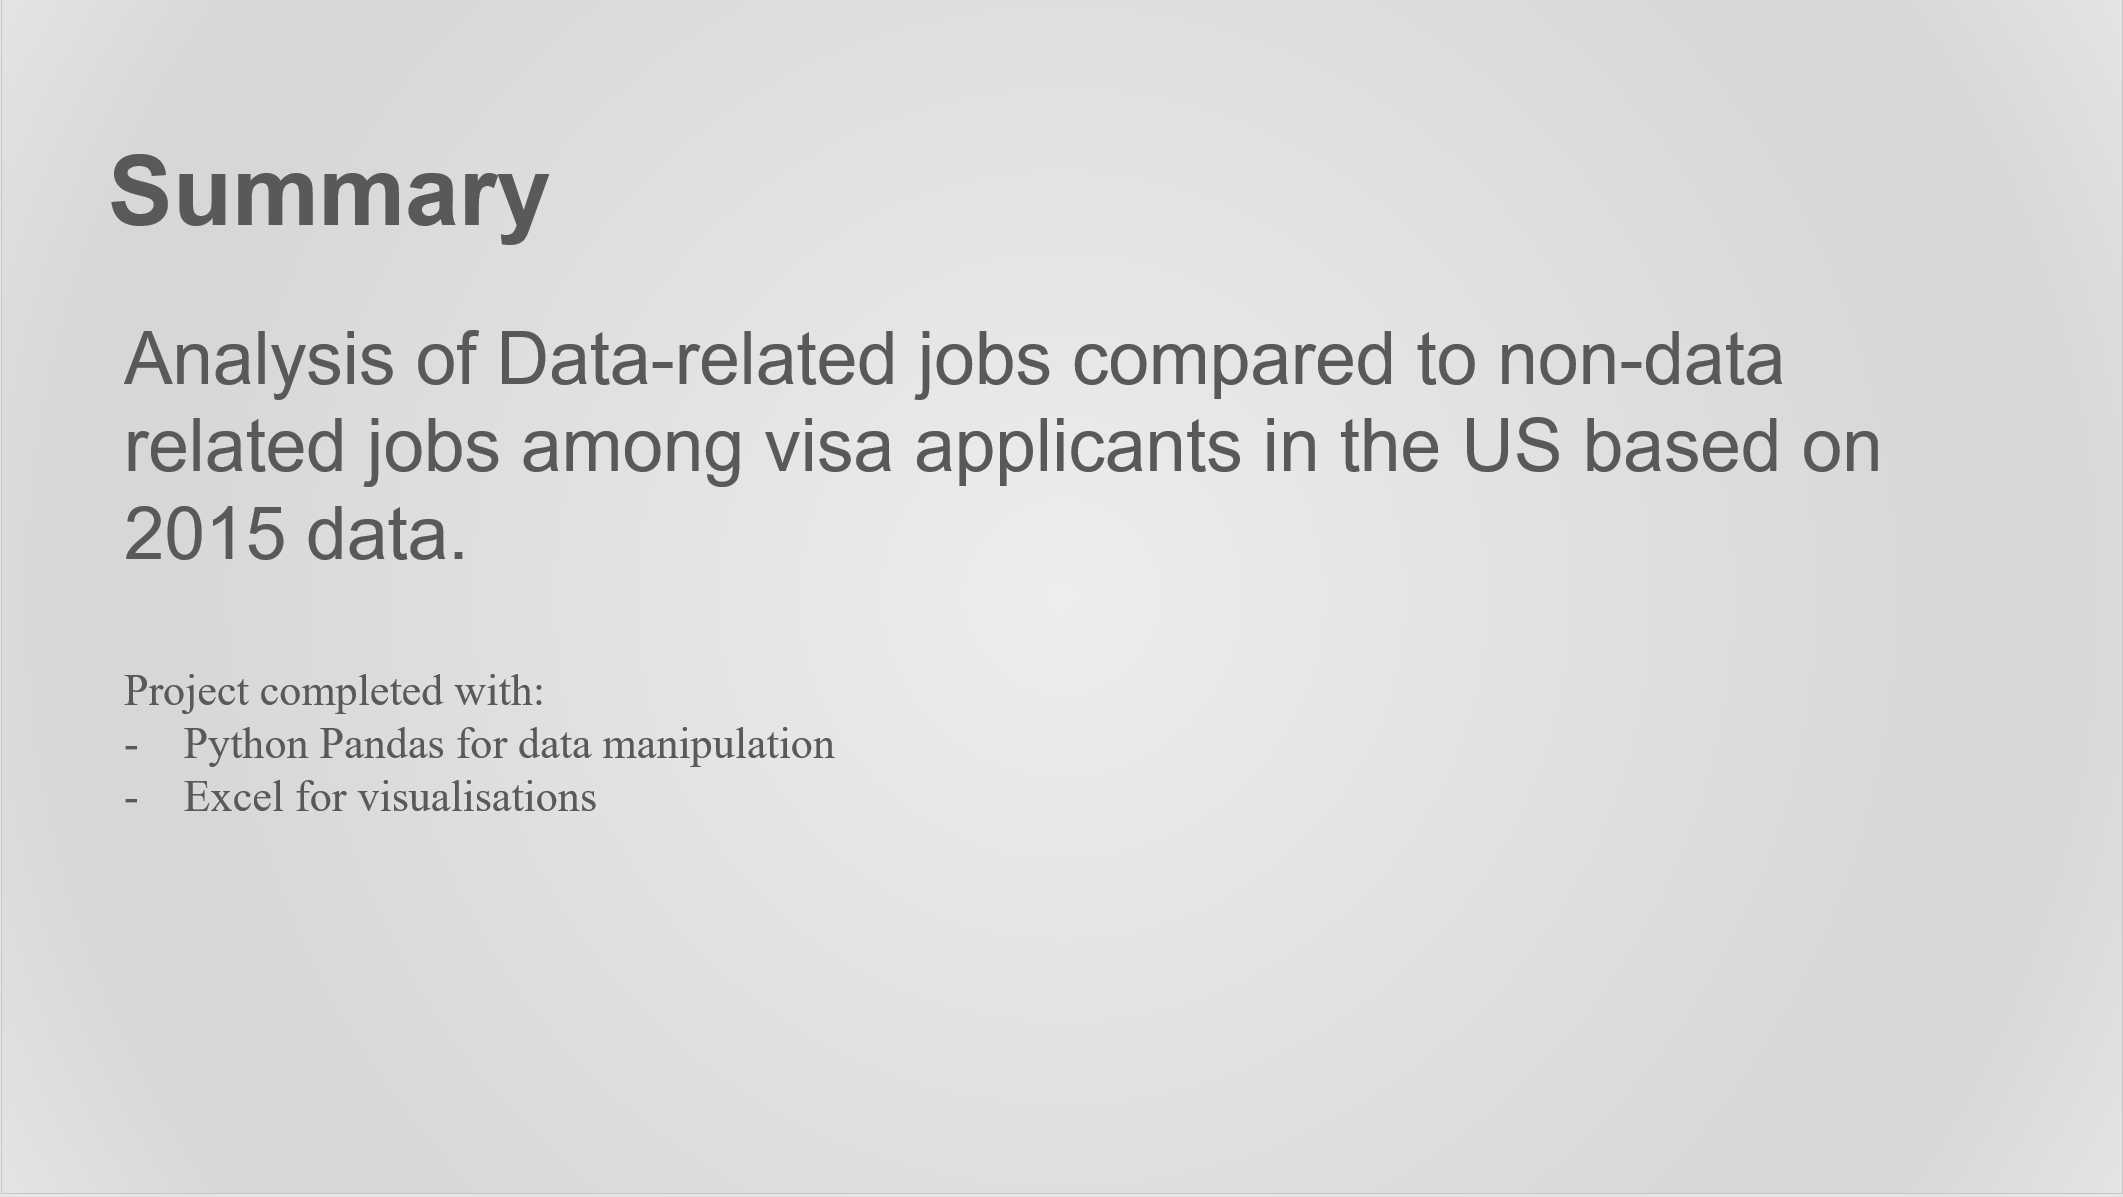 Summary
Analysis of Data-related jobs compared to non-data
related jobs among visa applicants in the US based on
2015 data.
Project completed with:
- Python Pandas for data manipulation
- Excel for visualisations